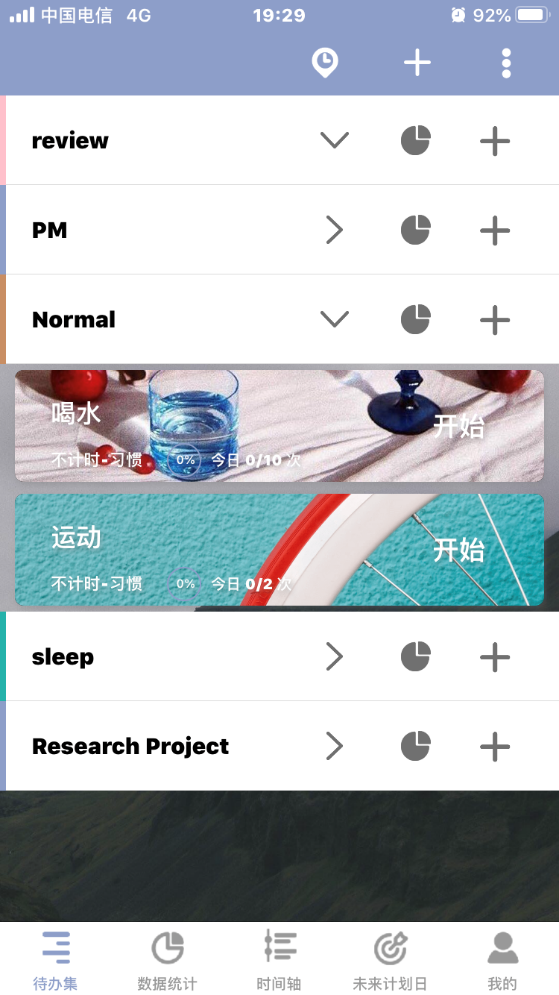 中国电信 4G 19:29 92%
review
PM
Normal
喝水
开始
不计时-习惯 0% 今日 0/10 次
运动
开始
不计时-习惯 0% 今日 0/2 次
sleep
Research Project
待办集 数据统计 时间轴 未来计划日 我的